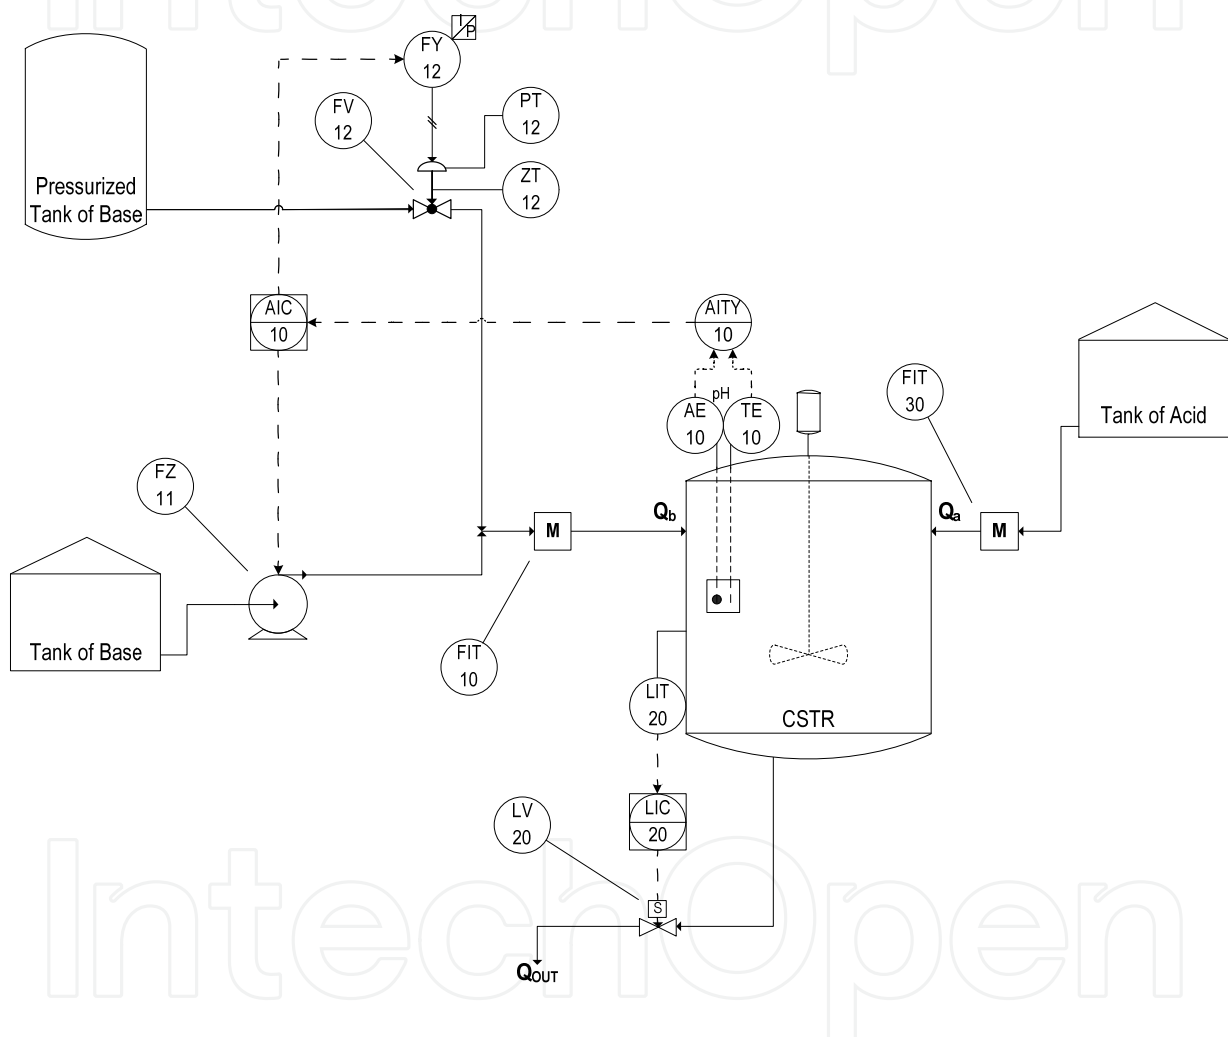 IntechOpen
I/P
FY
12
FV
12
PT
12
ZT
12
Pressurized
Tank of Base
AIC
10
AITY
10
pH
AE
10
TE
10
FIT
30
Tank of Acid
FZ
11
M
Qb
Qa
M
Tank of Base
FIT
10
LIT
20
CSTR
LIC
20
LV
20
S
QOUT
IntechOpen